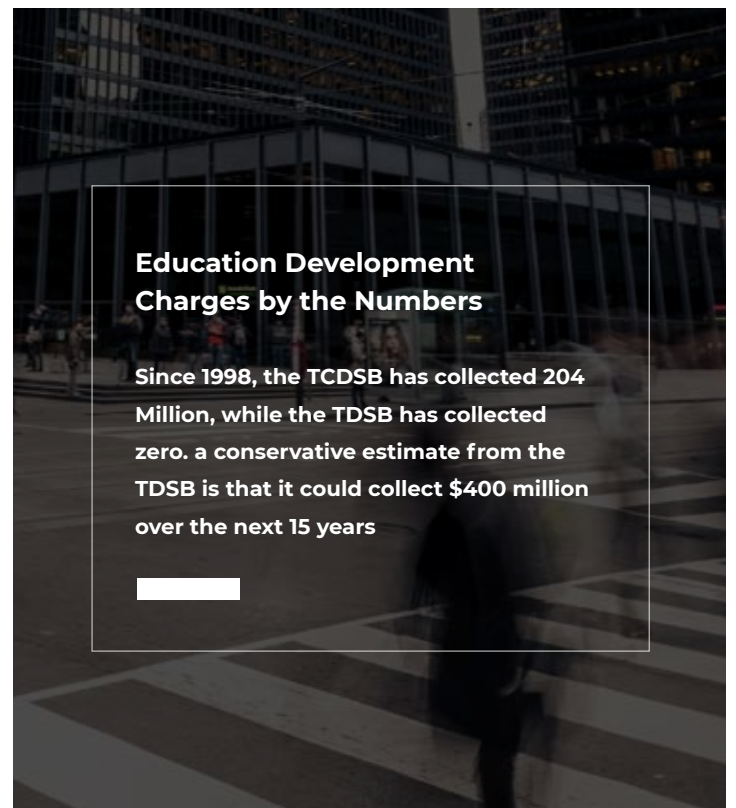 Education Development
Charges by the Numbers
Since 1998, the TCDSB has collected 204
Million, while the TDSB has collected
zero. a conservative estimate from the
TDSB is that it could collect $400 million
over the next 15 years